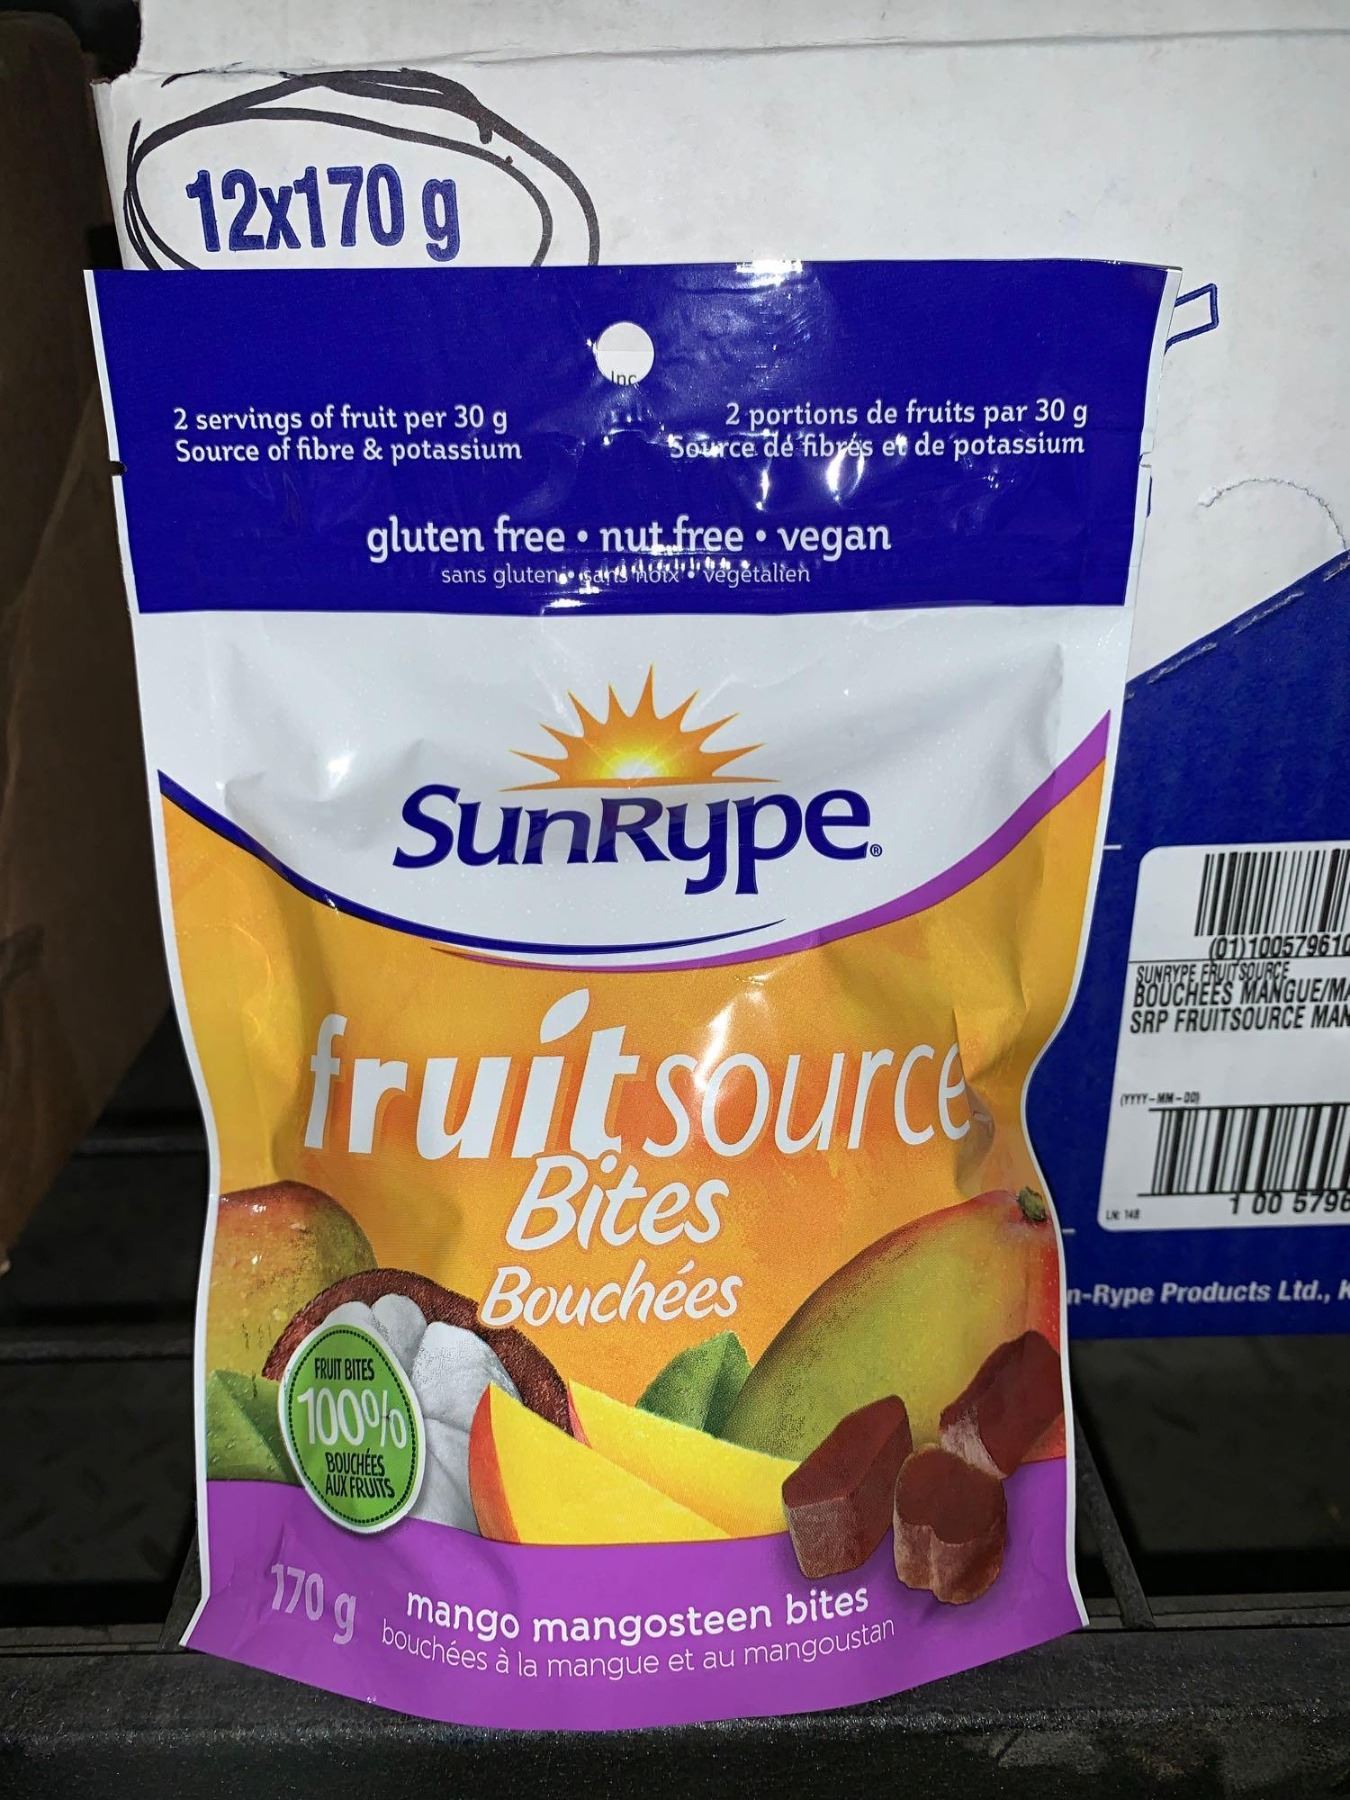 12x170 g
Inc
2 servings of fruit per 30 g
Source of fibre & potassium
2 portions de fruits par 30 g
Source de fibres et de potassium
gluten free • nut free • vegan
sans gluten • sans noix • végétalien
SunRype®
fruitsource
Bites
Bouchées
FRUIT BITES
100%
BOUCHÉES
AUX FRUITS
170 g
mango mangosteen bites
bouchées à la mangue et au mangoustan
(01)10057961
SUNRYPE FRUITSOURCE
BOUCHEES MANGUE/MA
SRP FRUITSOURCE MAN
(YYYY-MM-DD)
LN: 148
1 00 5796
n-Rype Products Ltd., K